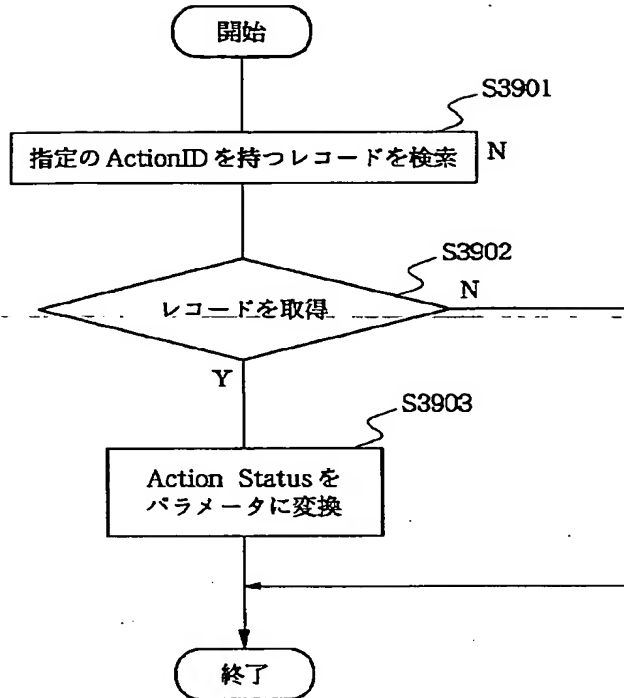 開始
S3901
指定の ActionID を持つレコードを検索 N
S3902
レコードを取得 N
Y
S3903
Action Status を
パラメータに変換
終了